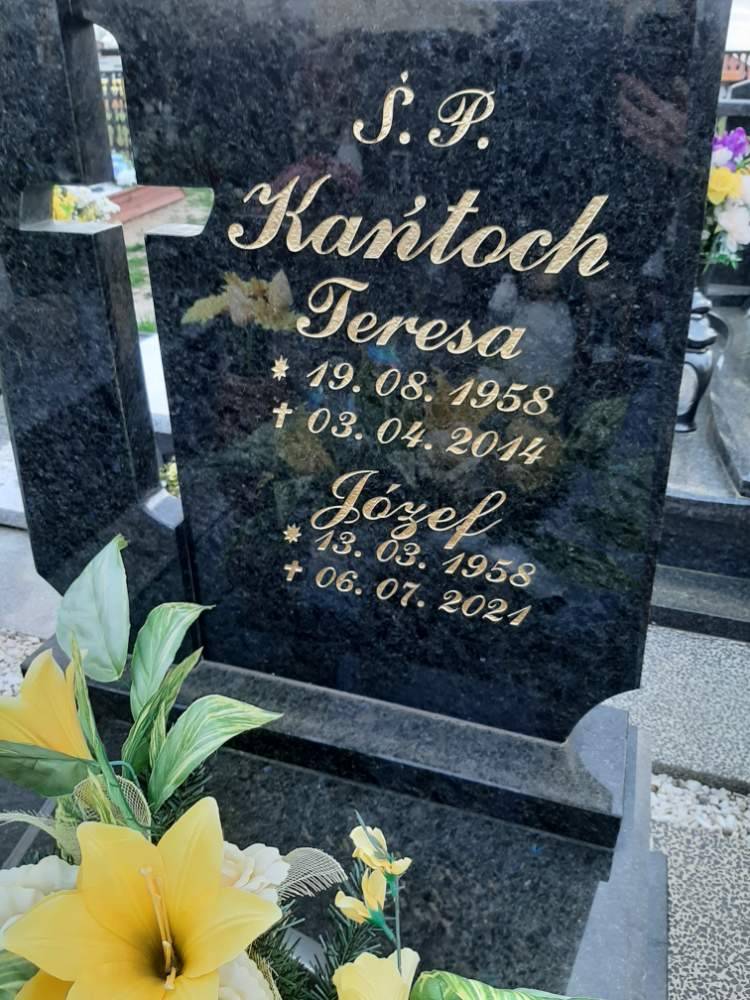 Ś. P.
Kańtoch
Teresa
* 19. 08. 1958
✝ 03. 04. 2014
Józef
* 13. 03. 1958
✝ 06. 07. 2021